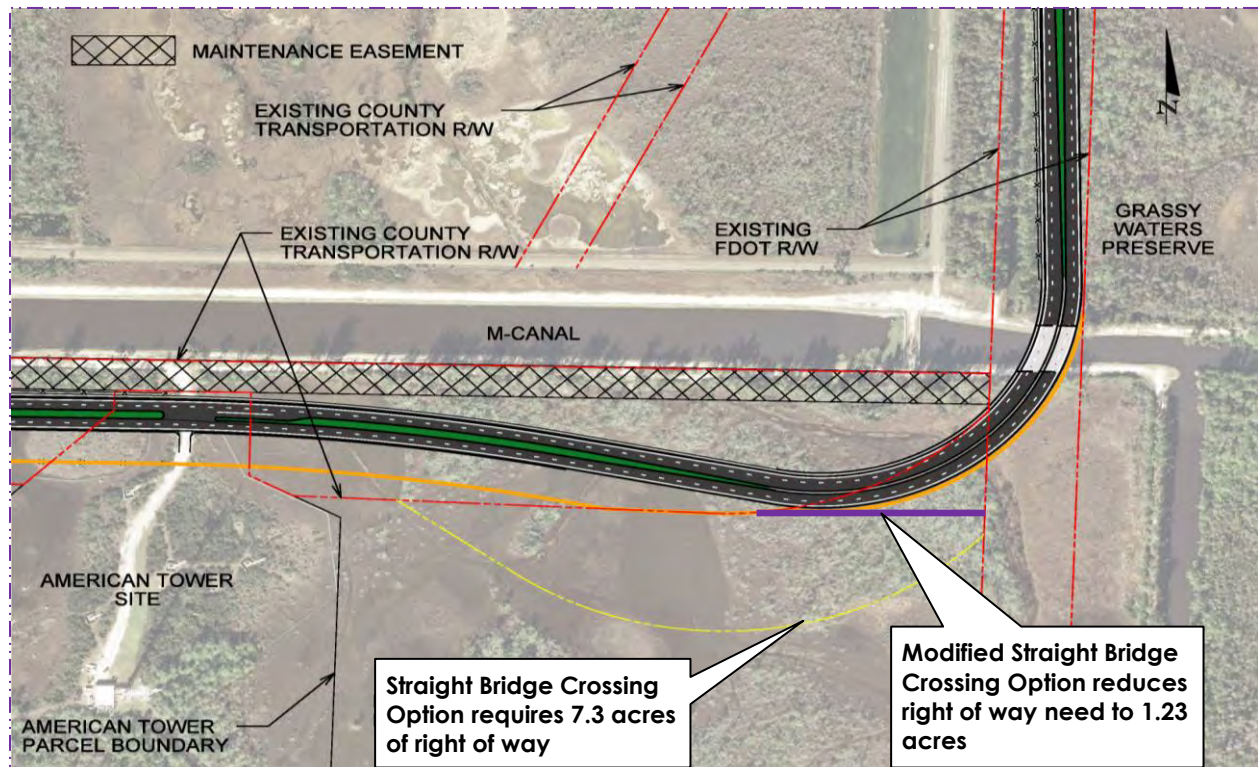 MAINTENANCE EASEMENT
EXISTING COUNTY
TRANSPORTATION R/W
N
EXISTING COUNTY
TRANSPORTATION R/W
EXISTING
FDOT R/W
GRASSY
WATERS
PRESERVE
M-CANAL
AMERICAN TOWER
SITE
AMERICAN TOWER
PARCEL BOUNDARY
Straight Bridge Crossing
Option requires 7.3 acres
of right of way
Modified Straight Bridge
Crossing Option reduces
right of way need to 1.23
acres